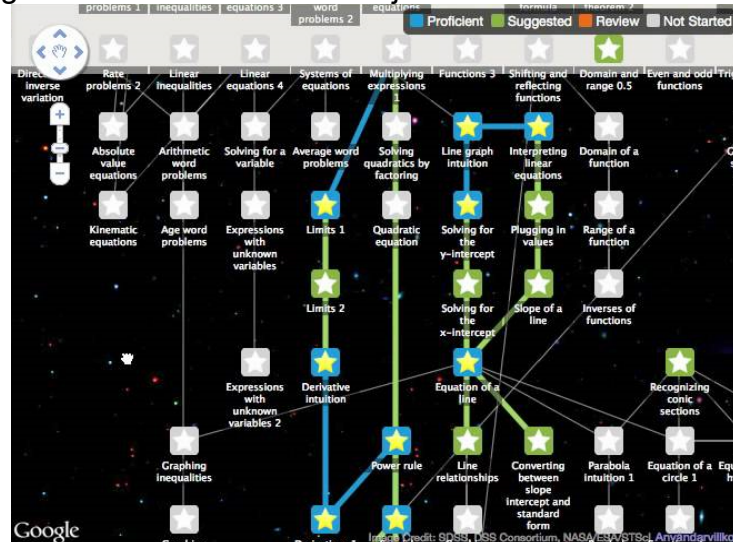 problems 1
inequalities
equations 3
word
problems 2
equations
formula
theorem 2
Proficient
Suggested
Review
Not Started
inverse
variation
Rate
problems 2
Linear
inequalities
Linear
equations 4
Systems of
equations
Multiplying
expressions
1
Functions 3
Shifting and
reflecting
functions
Domain and
range 0.5
Even and odd
functions
Absolute
value
equations
Arithmetic
word
problems
Solving for a
variable
Average word
problems
Solving
quadratics by
factoring
Line graph
intuition
Interpreting
linear
equations
Domain of a
function
Kinematic
equations
Age word
problems
Expressions
with
unknown
variables
Limits 1
Quadratic
equation
Solving
for the
y-intercept
Plugging in
values
Range of a
function
Limits 2
Solving
for the
x-intercept
Slope of a
line
Inverses of
functions
Expressions
with
unknown
variables 2
Derivative
intuition
Equation of a
line
Recognizing
conic
sections
Graphing
inequalities
Power rule
Line
relationships
Converting
between
slope
intercept and
standard
form
Parabola
intuition 1
Equation of a
circle 1
Google
Image Credit: SDSS, DSS Consortium, NASA/ESA/STScI